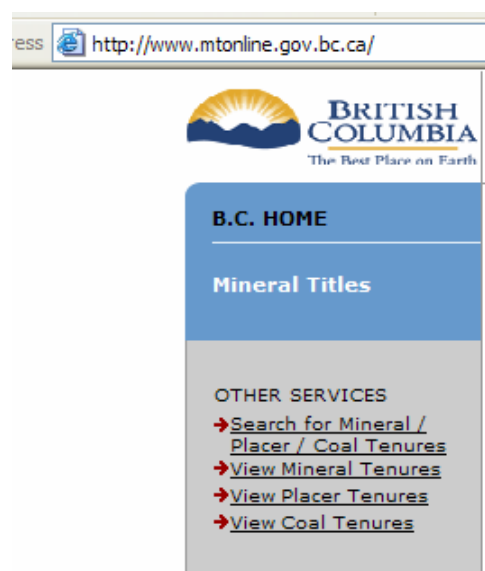 ess http://www.mtonline.gov.bc.ca/
BRITISH
COLUMBIA
The Best Place on Earth
B.C. HOME
Mineral Titles
OTHER SERVICES
Search for Mineral /
Placer / Coal Tenures
View Mineral Tenures
View Placer Tenures
View Coal Tenures